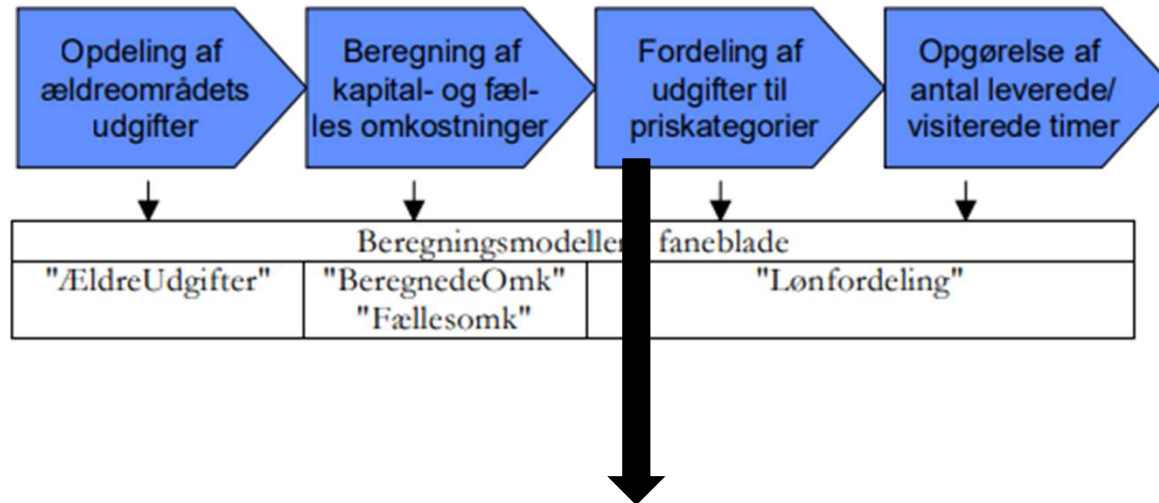 Opdeling af
ældreområdets
udgifter
Beregning af
kapital- og fæl-
les omkostninger
Fordeling af
udgifter til
priskategorier
Opgørelse af
antal leverede/
visiterede timer
Beregningsmodeller faneblade
"ÆldreUdgifter"
"BeregnedeOmk"
"Fællesomk"
"Lønfordeling"